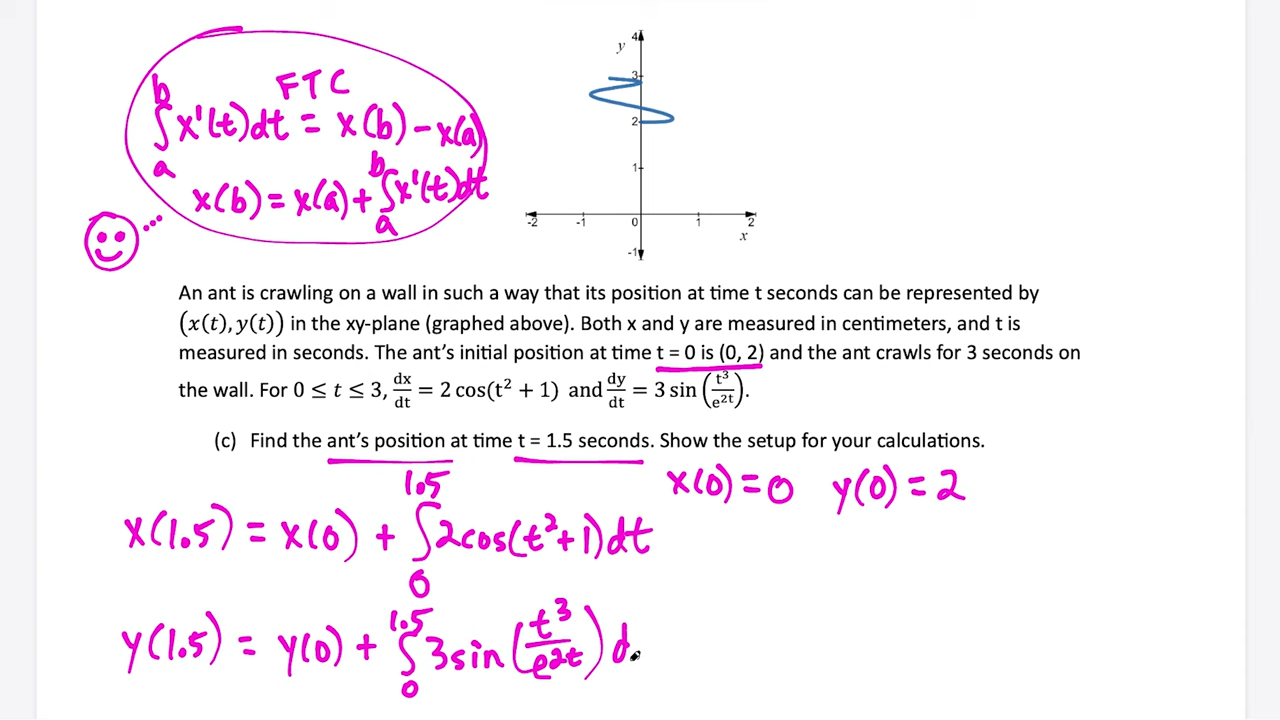 FTC
∫ₐᵇ x'(t)dt = x(b) - x(a)
x(b) = x(a) + ∫ₐᵇ x'(t)dt
y
4
3
2
1
-2 -1 0 1 2
x
-1
An ant is crawling on a wall in such a way that its position at time t seconds can be represented by
(x(t), y(t)) in the xy-plane (graphed above). Both x and y are measured in centimeters, and t is
measured in seconds. The ant's initial position at time t = 0 is (0, 2) and the ant crawls for 3 seconds on
the wall. For 0 ≤ t ≤ 3, dx/dt = 2 cos(t² + 1) and dy/dt = 3 sin (t³/e²ᵗ).
(c) Find the ant's position at time t = 1.5 seconds. Show the setup for your calculations.
x(0) = 0 y(0) = 2
x(1.5) = x(0) + ∫₀^1.5 2cos(t²+1)dt
y(1.5) = y(0) + ∫₀^1.5 3sin(t³/e²ᵗ) d